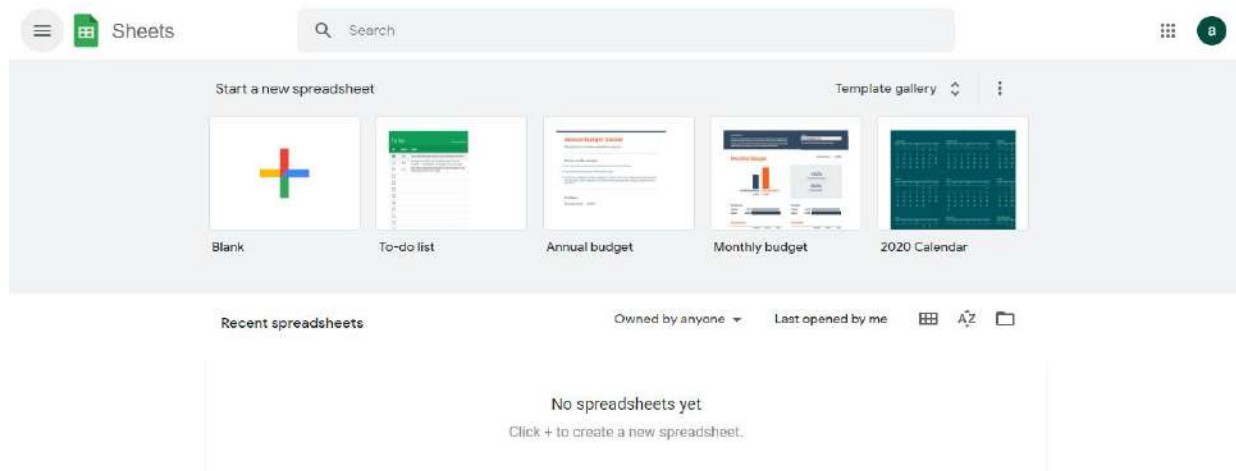 Sheets
Search
a
Start a new spreadsheet
Template gallery
Blank
To-do list
Annual budget
Monthly budget
2020 Calendar
Recent spreadsheets
Owned by anyone
Last opened by me
AZ
No spreadsheets yet
Click + to create a new spreadsheet.